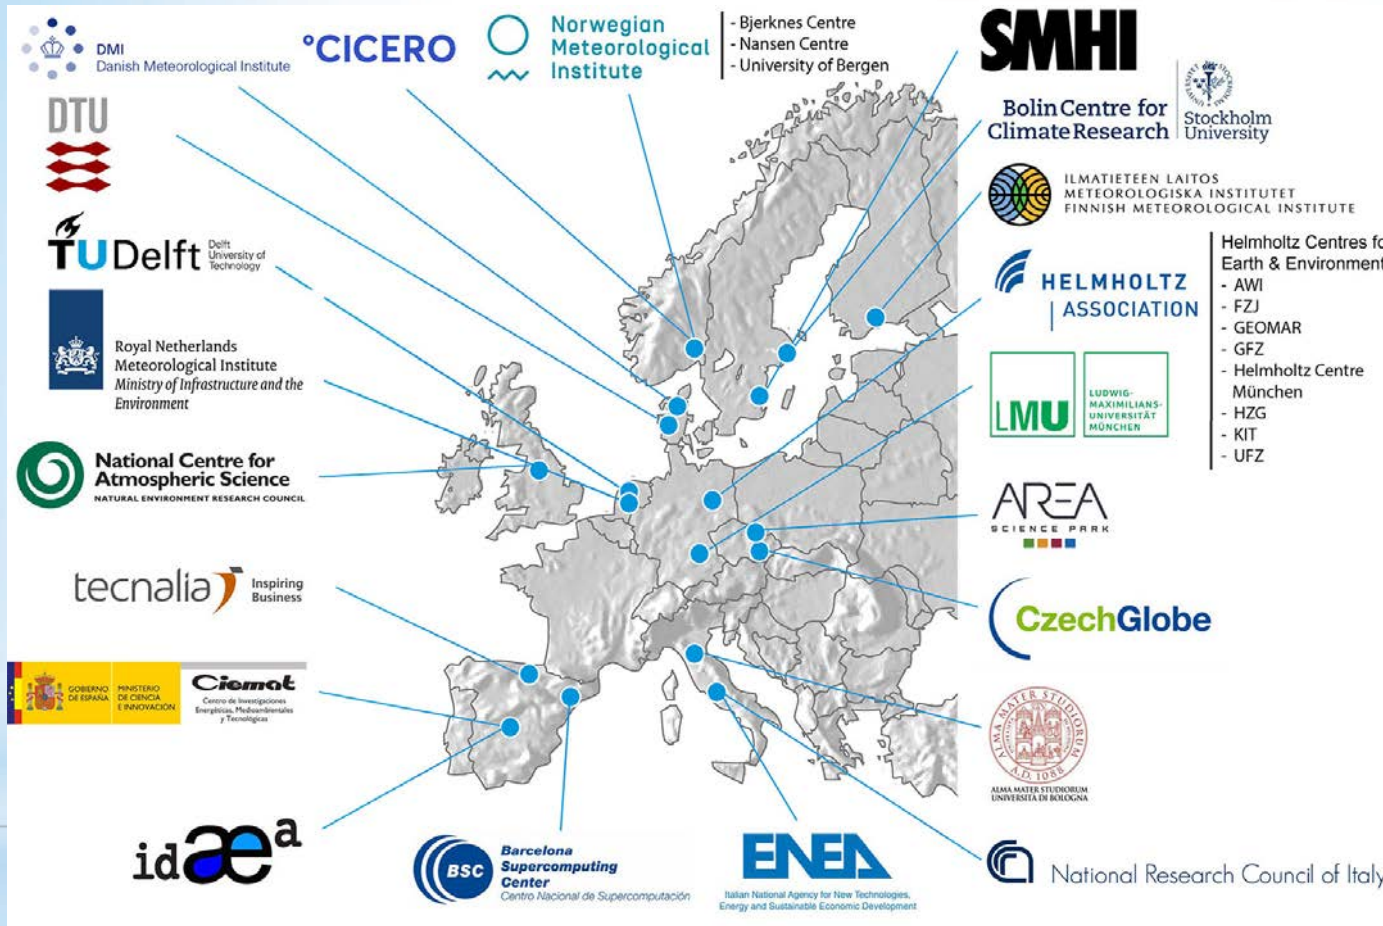 DMI
Danish Meteorological Institute
°CICERO
Norwegian
Meteorological
Institute
- Bjerknes Centre
- Nansen Centre
- University of Bergen
SMHI
Bolin Centre for
Climate Research
Stockholm
University
DTU
ILMATIETEEN LAITOS
METEOROLOGISKA INSTITUTET
FINNISH METEOROLOGICAL INSTITUTE
TUDelft
Delft
University of
Technology
HELMHOLTZ
ASSOCIATION
Helmholtz Centres fo
Earth & Environment
- AWI
- FZJ
- GEOMAR
- GFZ
- Helmholtz Centre
München
- HZG
- KIT
- UFZ
Royal Netherlands
Meteorological Institute
Ministry of Infrastructure and the
Environment
LMU
LUDWIG-
MAXIMILIANS-
UNIVERSITÄT
MÜNCHEN
National Centre for
Atmospheric Science
NATURAL ENVIRONMENT RESEARCH COUNCIL
AREA
SCIENCE PARK
tecnalia
Inspiring
Business
CzechGlobe
GOBIERNO
DE ESPAÑA
MINISTERIO
DE CIENCIA
E INNOVACIÓN
Ciemat
Centro de Investigaciones
Energéticas, Medioambientales
y Tecnológicas
ALMA MATER STUDIORUM
A.D. 1088
ALMA MATER STUDIORUM
UNIVERSITÀ DI BOLOGNA
idæa
BSC
Barcelona
Supercomputing
Center
Centro Nacional de Supercomputación
ENEA
Italian National Agency for New Technologies,
Energy and Sustainable Economic Development
National Research Council of Italy